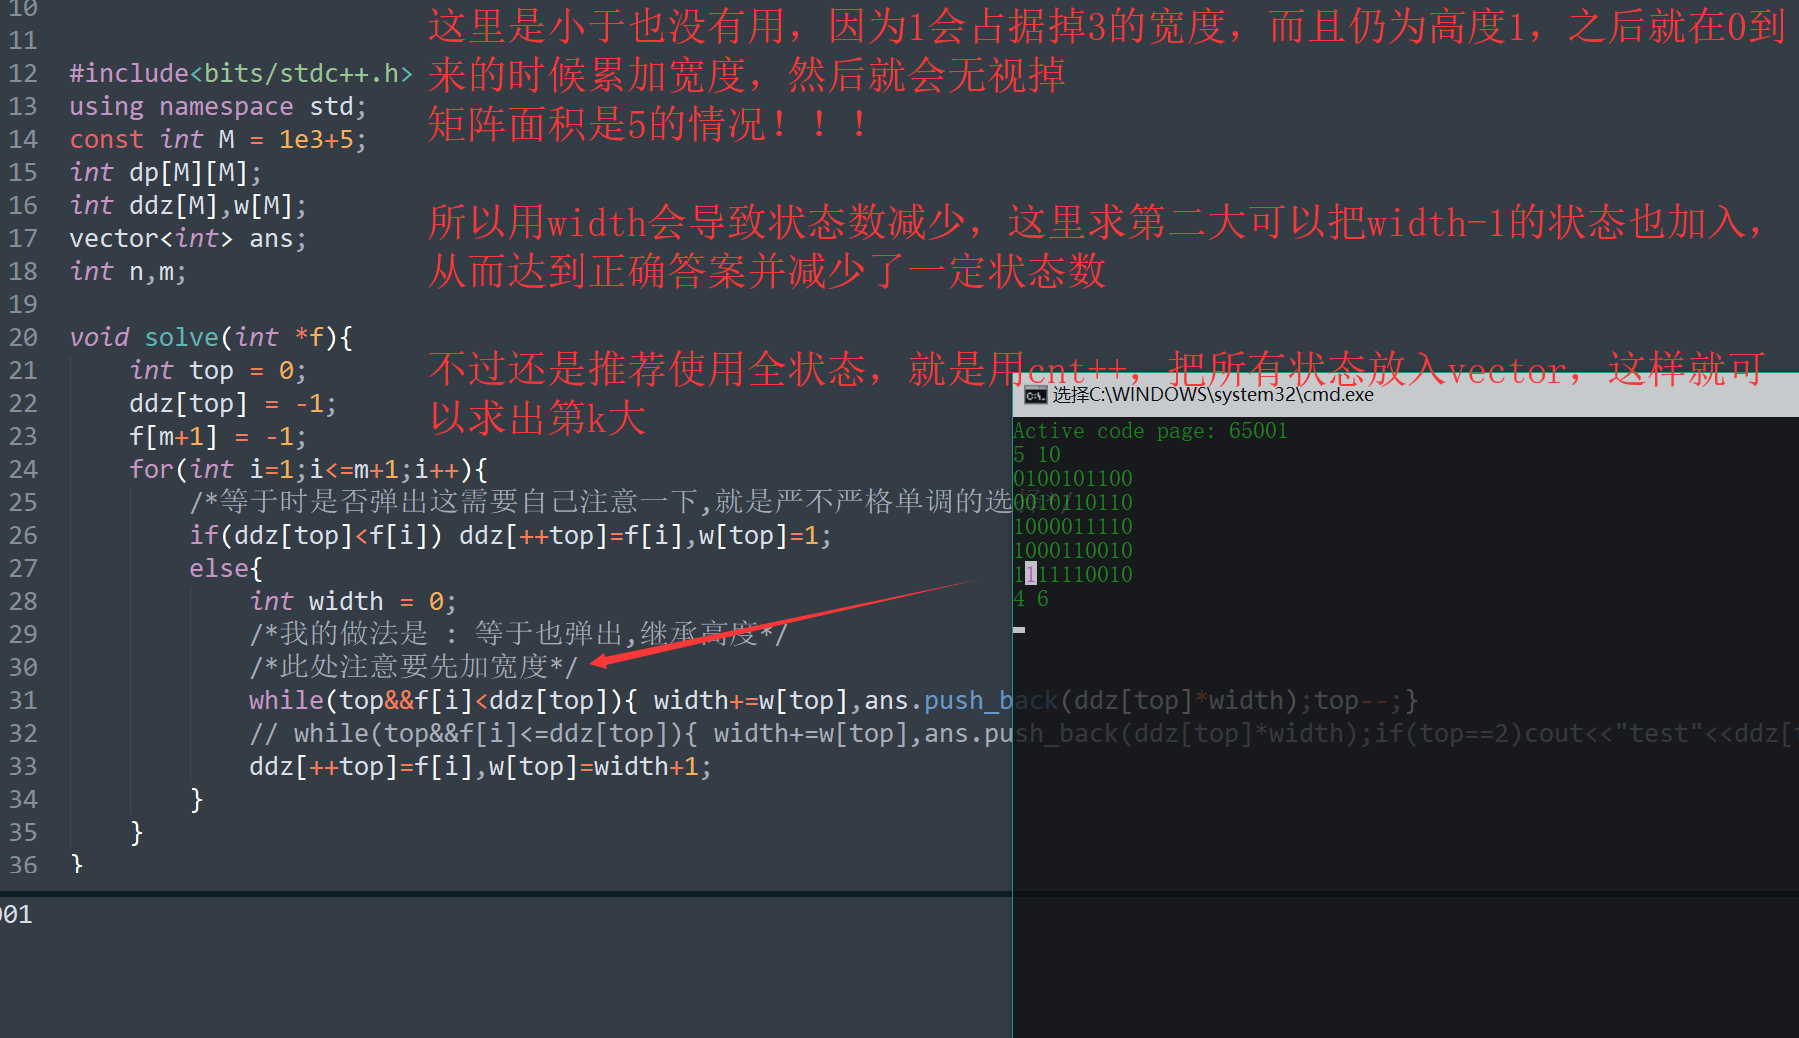 这里是小于也没有用，因为1会占据掉3的宽度，而且仍为高度1，之后就在0到
来的时候累加宽度，然后就会无视掉
矩阵面积是5的情况！！！
所以用width会导致状态数减少，这里求第二大可以把width-1的状态也加入，
从而达到正确答案并减少了一定状态数
不过还是推荐使用全状态，就是用cnt++，把所有状态放入vector，这样就可
以求出第k大
10
11
12 #include<bits/stdc++.h>
13 using namespace std;
14 const int M = 1e3+5;
15 int dp[M][M];
16 int ddz[M],w[M];
17 vector<int> ans;
18 int n,m;
19
20 void solve(int *f){
21 int top = 0;
22 ddz[top] = -1;
23 f[m+1] = -1;
24 for(int i=1;i<=m+1;i++){
25 /*等于时是否弹出这需要自己注意一下,就是严不严格单调的选择*/
26 if(ddz[top]<f[i]) ddz[++top]=f[i],w[top]=1;
27 else{
28 int width = 0;
29 /*我的做法是 : 等于也弹出,继承高度*/
30 /*此处注意要先加宽度*/
31 while(top&&f[i]<ddz[top]){ width+=w[top],ans.push_back(ddz[top]*width);top--;}
32 // while(top&&f[i]<=ddz[top]){ width+=w[top],ans.push_back(ddz[top]*width);if(top==2)cout<<"test"<<ddz[
33 ddz[++top]=f[i],w[top]=width+1;
34 }
35 }
36 }
001
选择C:\WINDOWS\system32\cmd.exe
Active code page: 65001
5 10
0100101100
0010110110
1000011110
1000110010
1111110010
4 6